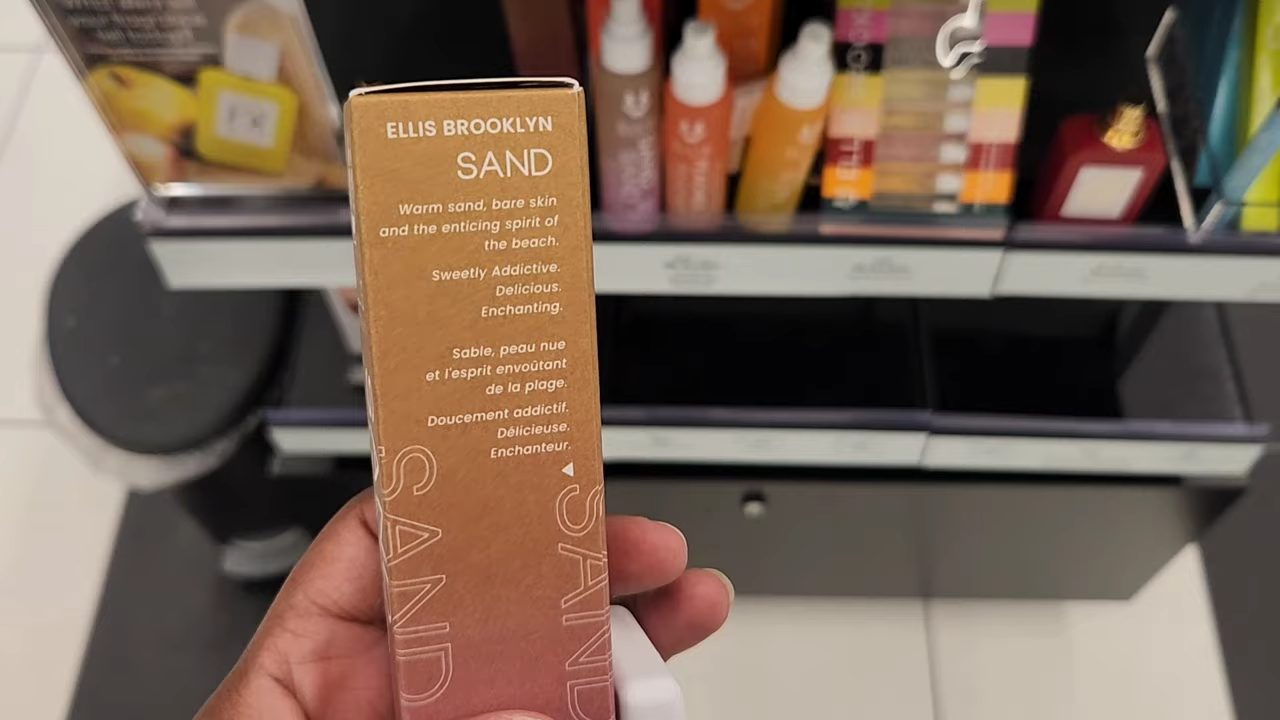 ELLIS BROOKLYN
SAND
Warm sand, bare skin
and the enticing spirit of
the beach.
Sweetly Addictive.
Delicious.
Enchanting.
Sable, peau nue
et l'esprit envoûtant
de la plage.
Doucement addictif.
Délicieuse.
Enchanteur.
SAND
SAND